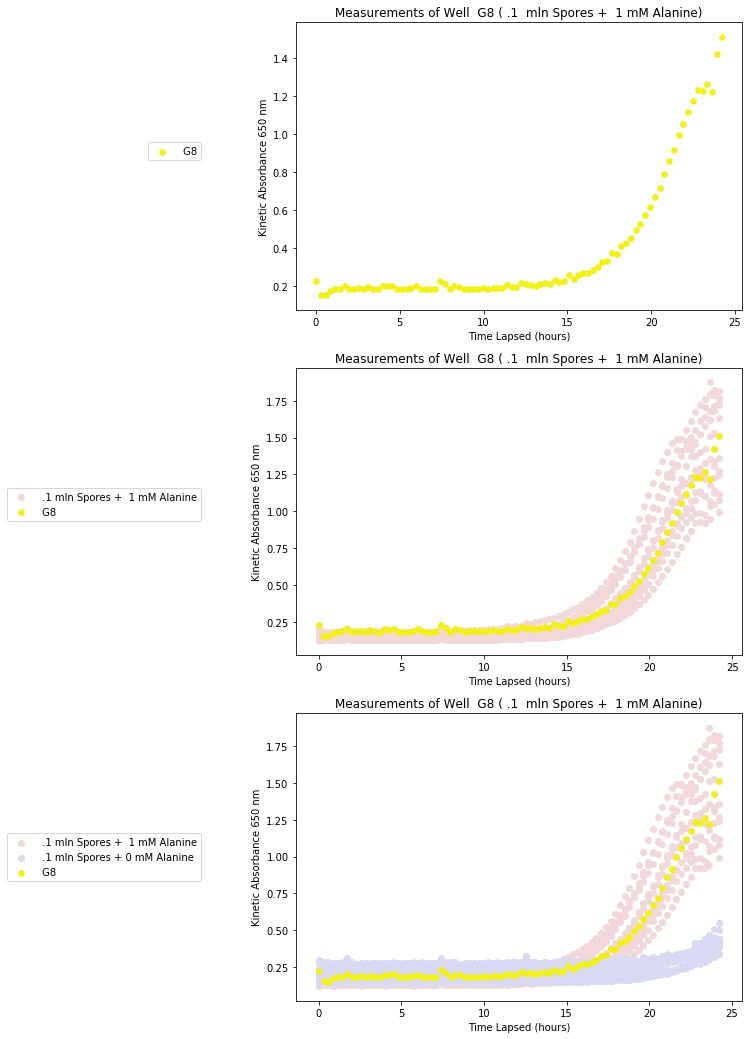 Measurements of Well  G8 ( .1  mln Spores +  1 mM Alanine)
G8
Kinetic Absorbance 650 nm
1.4
1.2
1.0
0.8
0.6
0.4
0.2
0 5 10 15 20 25
Time Lapsed (hours)
Measurements of Well  G8 ( .1  mln Spores +  1 mM Alanine)
.1 mln Spores +  1 mM Alanine
G8
Kinetic Absorbance 650 nm
1.75
1.50
1.25
1.00
0.75
0.50
0.25
0 5 10 15 20 25
Time Lapsed (hours)
Measurements of Well  G8 ( .1  mln Spores +  1 mM Alanine)
.1 mln Spores +  1 mM Alanine
.1 mln Spores + 0 mM Alanine
G8
Kinetic Absorbance 650 nm
1.75
1.50
1.25
1.00
0.75
0.50
0.25
0 5 10 15 20 25
Time Lapsed (hours)